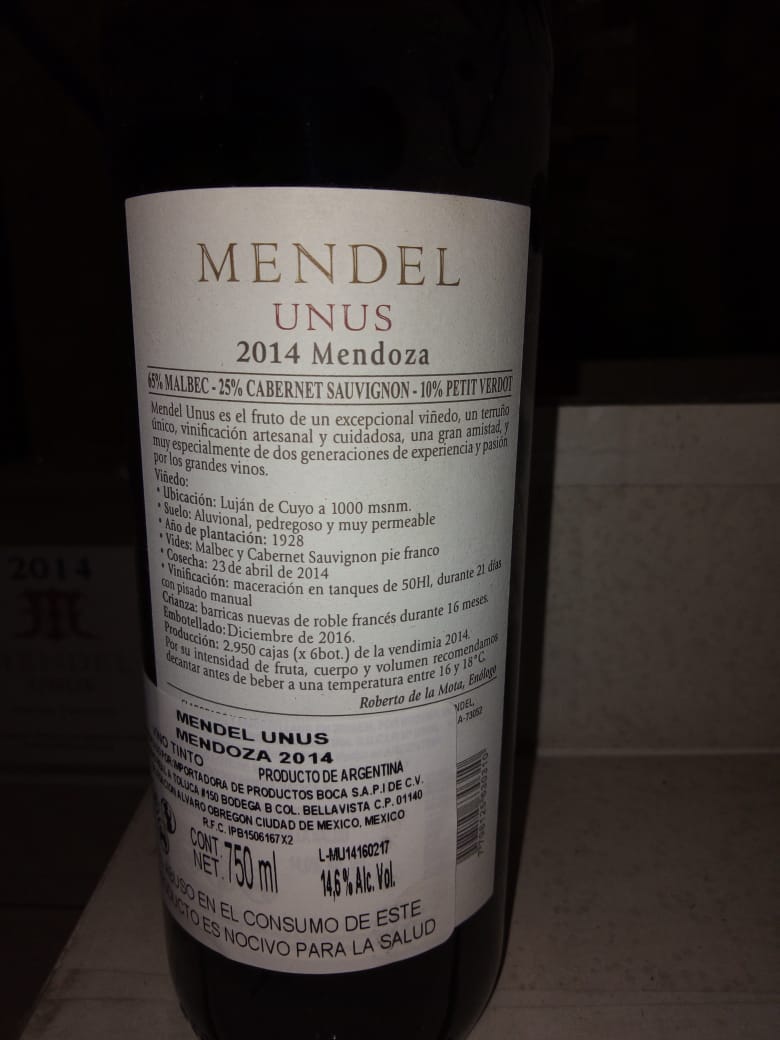 MENDEL
UNUS
2014 Mendoza
65% MALBEC - 25% CABERNET SAUVIGNON - 10% PETIT VERDOT
Mendel Unus es el fruto de un excepcional viñedo, un terruño
único, vinificación artesanal y cuidadosa, una gran amistad, y
muy especialmente de dos generaciones de experiencia y pasión
por los grandes vinos.
Viñedo:
• Ubicación: Luján de Cuyo a 1000 msnm.
• Suelo: Aluvional, pedregoso y muy permeable
• Año de plantación: 1928
• Vides: Malbec y Cabernet Sauvignon pie franco
• Cosecha: 23 de abril de 2014
• Vinificación: maceración en tanques de 50Hl, durante 21 días
con pisado manual
Crianza: barricas nuevas de roble francés durante 16 meses.
Embotellado: Diciembre de 2016.
Producción: 2.950 cajas (x 6bot.) de la vendimia 2014.
Por su intensidad de fruta, cuerpo y volumen recomendamos
decantar antes de beber a una temperatura entre 16 y 18°C.
Roberto de la Mota, Enólogo
NDEL,
A-73052
MENDEL UNUS
MENDOZA 2014
NO TINTO
PRODUCTO DE ARGENTINA
POR: IMPORTADORA DE PRODUCTOS BOCA S.A.P.I DE C.V.
A TOLUCA #150 BODEGA B COL. BELLAVISTA C.P. 01140
ALVARO OBREGON CIUDAD DE MEXICO, MEXICO
R.F.C. IPB1506167X2
CONT.
NET. 750 ml
L-MU14160217
14,6% Alc. Vol.
BUSO EN EL CONSUMO DE ESTE
UCTO ES NOCIVO PARA LA SALUD
2014